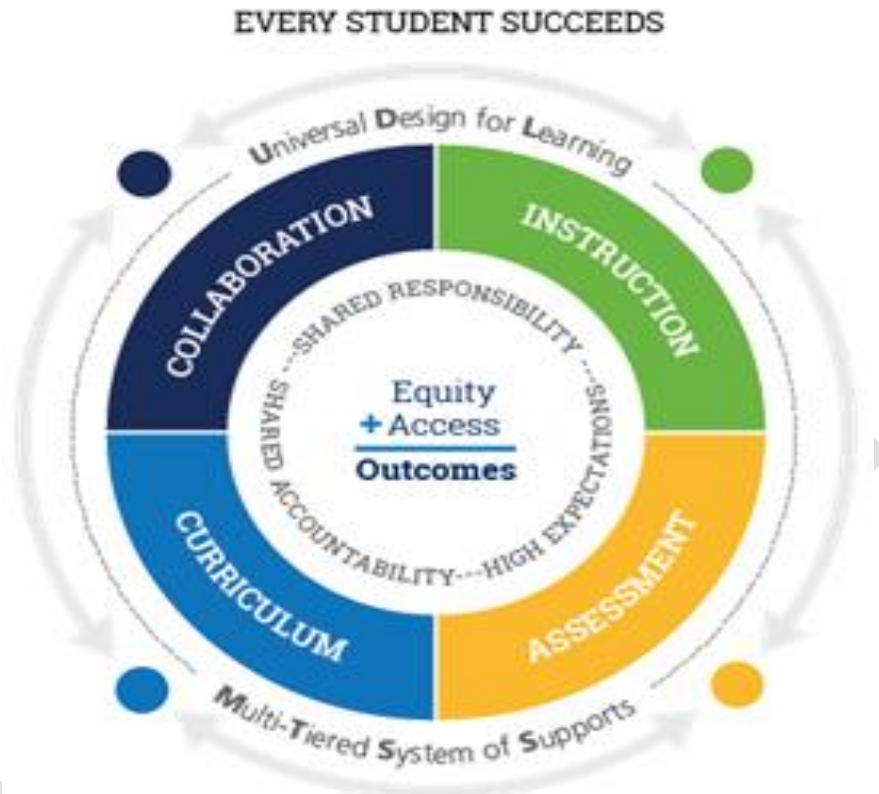 EVERY STUDENT SUCCEEDS
Universal Design for Learning
COLLABORATION
INSTRUCTION
---SHARED RESPONSIBILITY
---HIGH EXPECTATIONS---
SHARED ACCOUNTABILITY
Equity
+ Access
Outcomes
CURRICULUM
ASSESSMENT
Multi-Tiered System of Supports